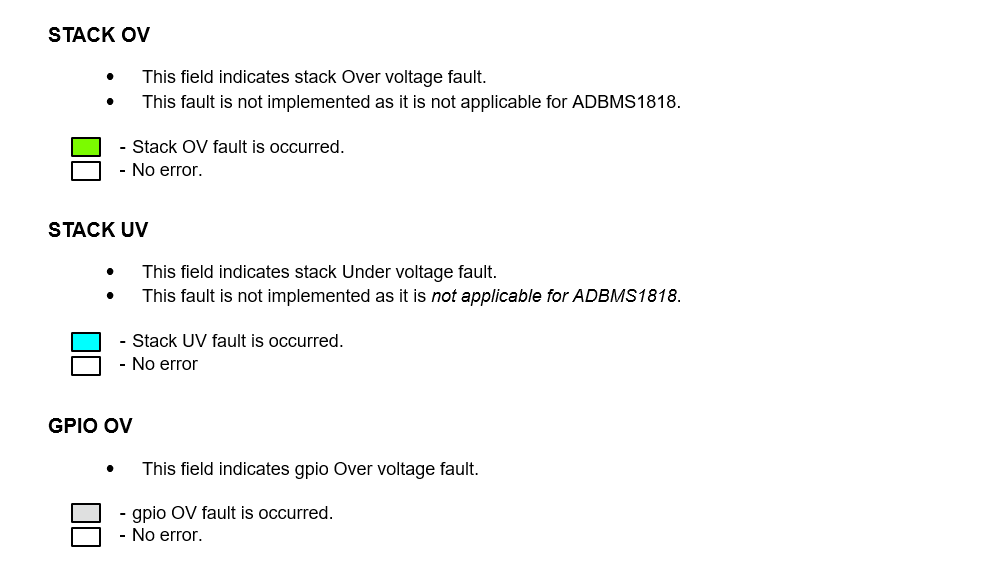 STACK OV
• This field indicates stack Over voltage fault.
• This fault is not implemented as it is not applicable for ADBMS1818.
- Stack OV fault is occurred.
- No error.
STACK UV
• This field indicates stack Under voltage fault.
• This fault is not implemented as it is not applicable for ADBMS1818.
- Stack UV fault is occurred.
- No error
GPIO OV
• This field indicates gpio Over voltage fault.
- gpio OV fault is occurred.
- No error.